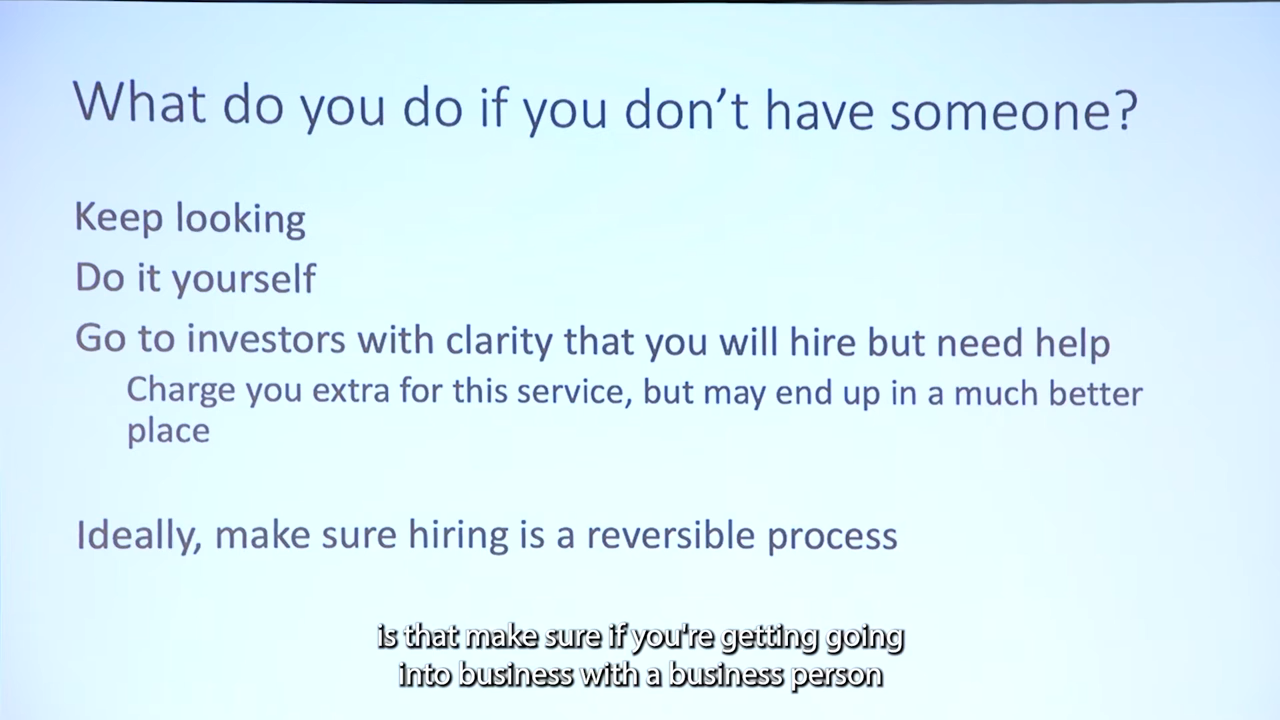 What do you do if you don't have someone?
Keep looking
Do it yourself
Go to investors with clarity that you will hire but need help
Charge you extra for this service, but may end up in a much better
place
Ideally, make sure hiring is a reversible process
is that make sure if you're getting going
into business with a business person